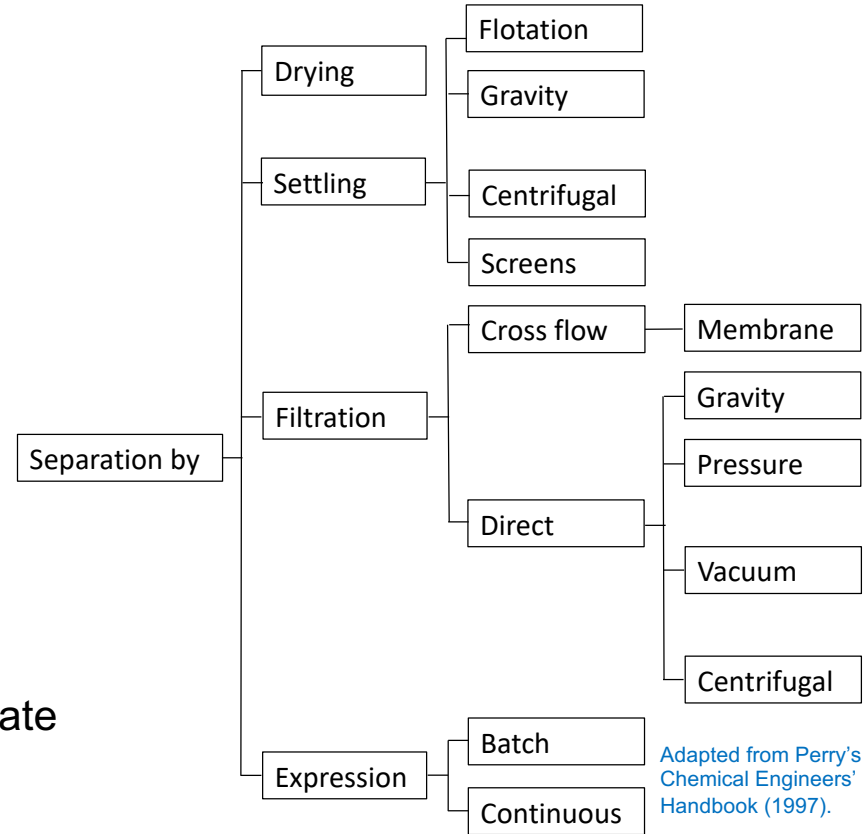 Flotation
Drying
Gravity
Settling
Centrifugal
Screens
Cross flow
Membrane
Gravity
Filtration
Separation by
Pressure
Direct
Vacuum
Centrifugal
ate
Batch
Expression
Continuous
Adapted from Perry's
Chemical Engineers'
Handbook (1997).